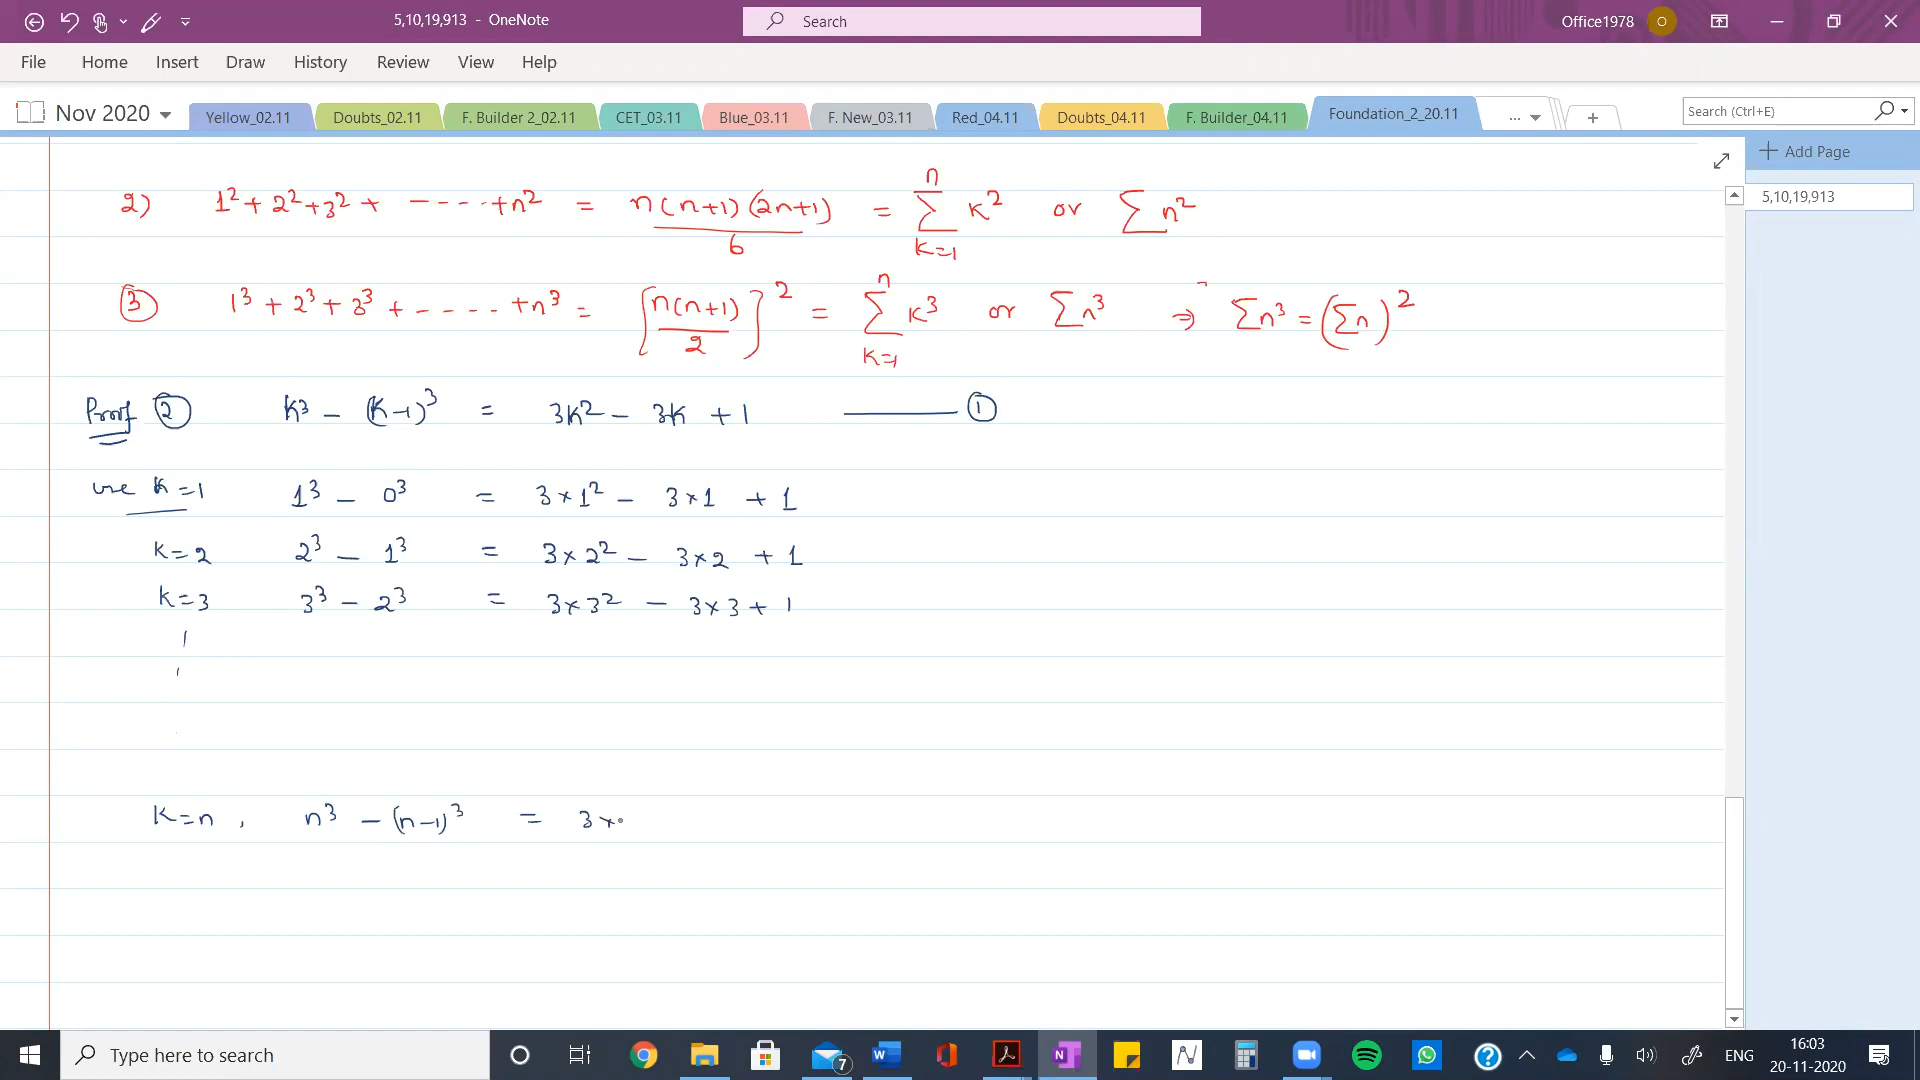 5,10,19,913 - OneNote
Search
Office1978
O
File Home Insert Draw History Review View Help
Nov 2020
Yellow_02.11 Doubts_02.11 F. Builder 2_02.11 CET_03.11 Blue_03.11 F. New_03.11 Red_04.11 Doubts_04.11 F. Builder_04.11 Foundation_2_20.11 ... +
Search (Ctrl+E)
+ Add Page
5,10,19,913
2) 1² + 2² + 3² + - - - - + n² = n(n+1)(2n+1)/6 = ∑_{k=1}^{n} k² or ∑n²
③ 1³ + 2³ + 3³ + - - - - + n³ = [n(n+1)/2]² = ∑_{k=1}^{n} k³ or ∑n³ ⇒ ∑n³ = (∑n)²
Proof ② k³ - (k-1)³ = 3k² - 3k + 1 ——— ①
use k=1 1³ - 0³ = 3×1² - 3×1 + 1
k=2 2³ - 1³ = 3×2² - 3×2 + 1
k=3 3³ - 2³ = 3×3² - 3×3 + 1
k=n, n³ - (n-1)³ = 3×
Type here to search
7
ENG
16:03
20-11-2020